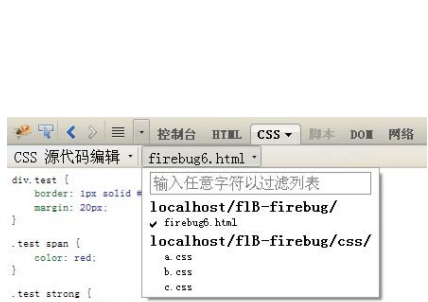 控制台 HTML CSS 脚本 DOM 网络
CSS 源代码编辑 firebug6.html
div.test {
border: 1px solid #
margin: 20px;
}
.test span {
color: red;
}
.test strong {
输入任意字符以过滤列表
localhost/flB-firebug/
firebug6.html
localhost/flB-firebug/css/
a.css
b.css
c.css